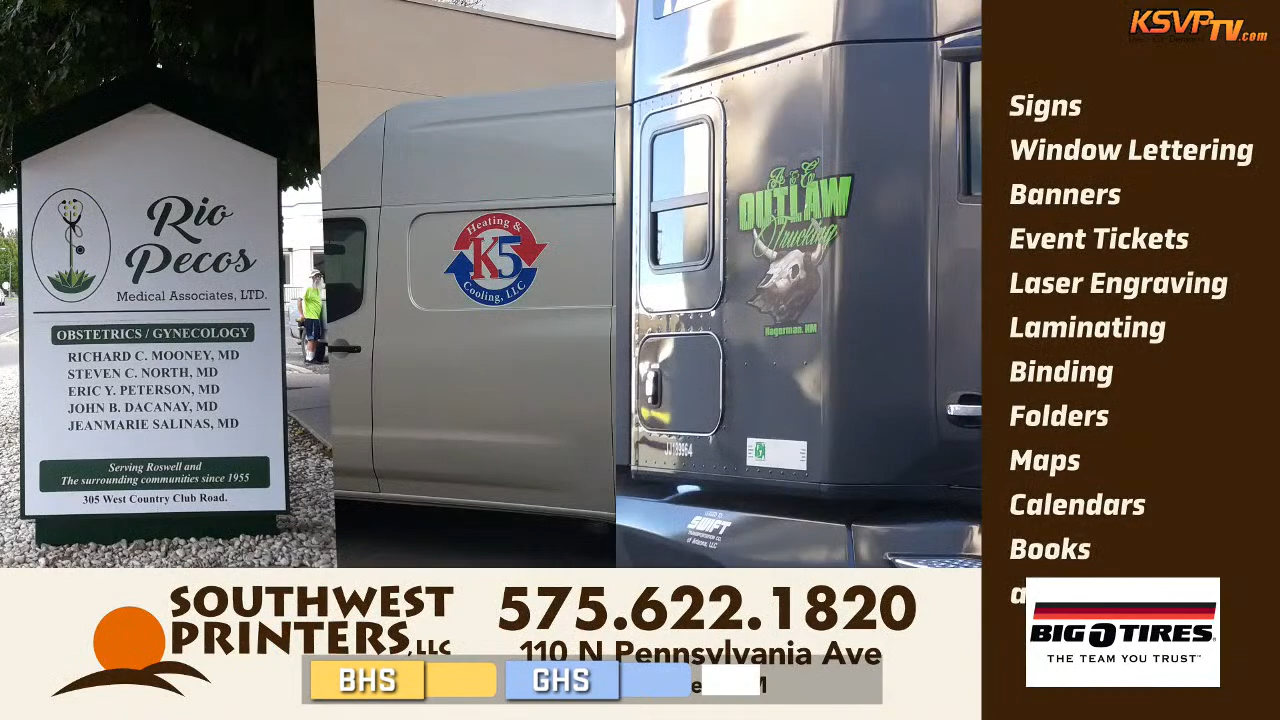 KSVPTV.com
Rio
Pecos
Medical Associates, LTD.
OBSTETRICS / GYNECOLOGY
RICHARD C. MOONEY, MD
STEVEN C. NORTH, MD
ERIC Y. PETERSON, MD
JOHN B. DACANAY, MD
JEANMARIE SALINAS, MD
Serving Roswell and
The surrounding communities since 1955
305 West Country Club Road.
Heating &
K5
Cooling, LLC
OUTLAW
Trucking
Hagerman, NM
SWIFT
Signs
Window Lettering
Banners
Event Tickets
Laser Engraving
Laminating
Binding
Folders
Maps
Calendars
Books
SOUTHWEST
PRINTERS, LLC
575.622.1820
110 N Pennsylvania Ave
BHS
GHS
BIG O TIRES
THE TEAM YOU TRUST™